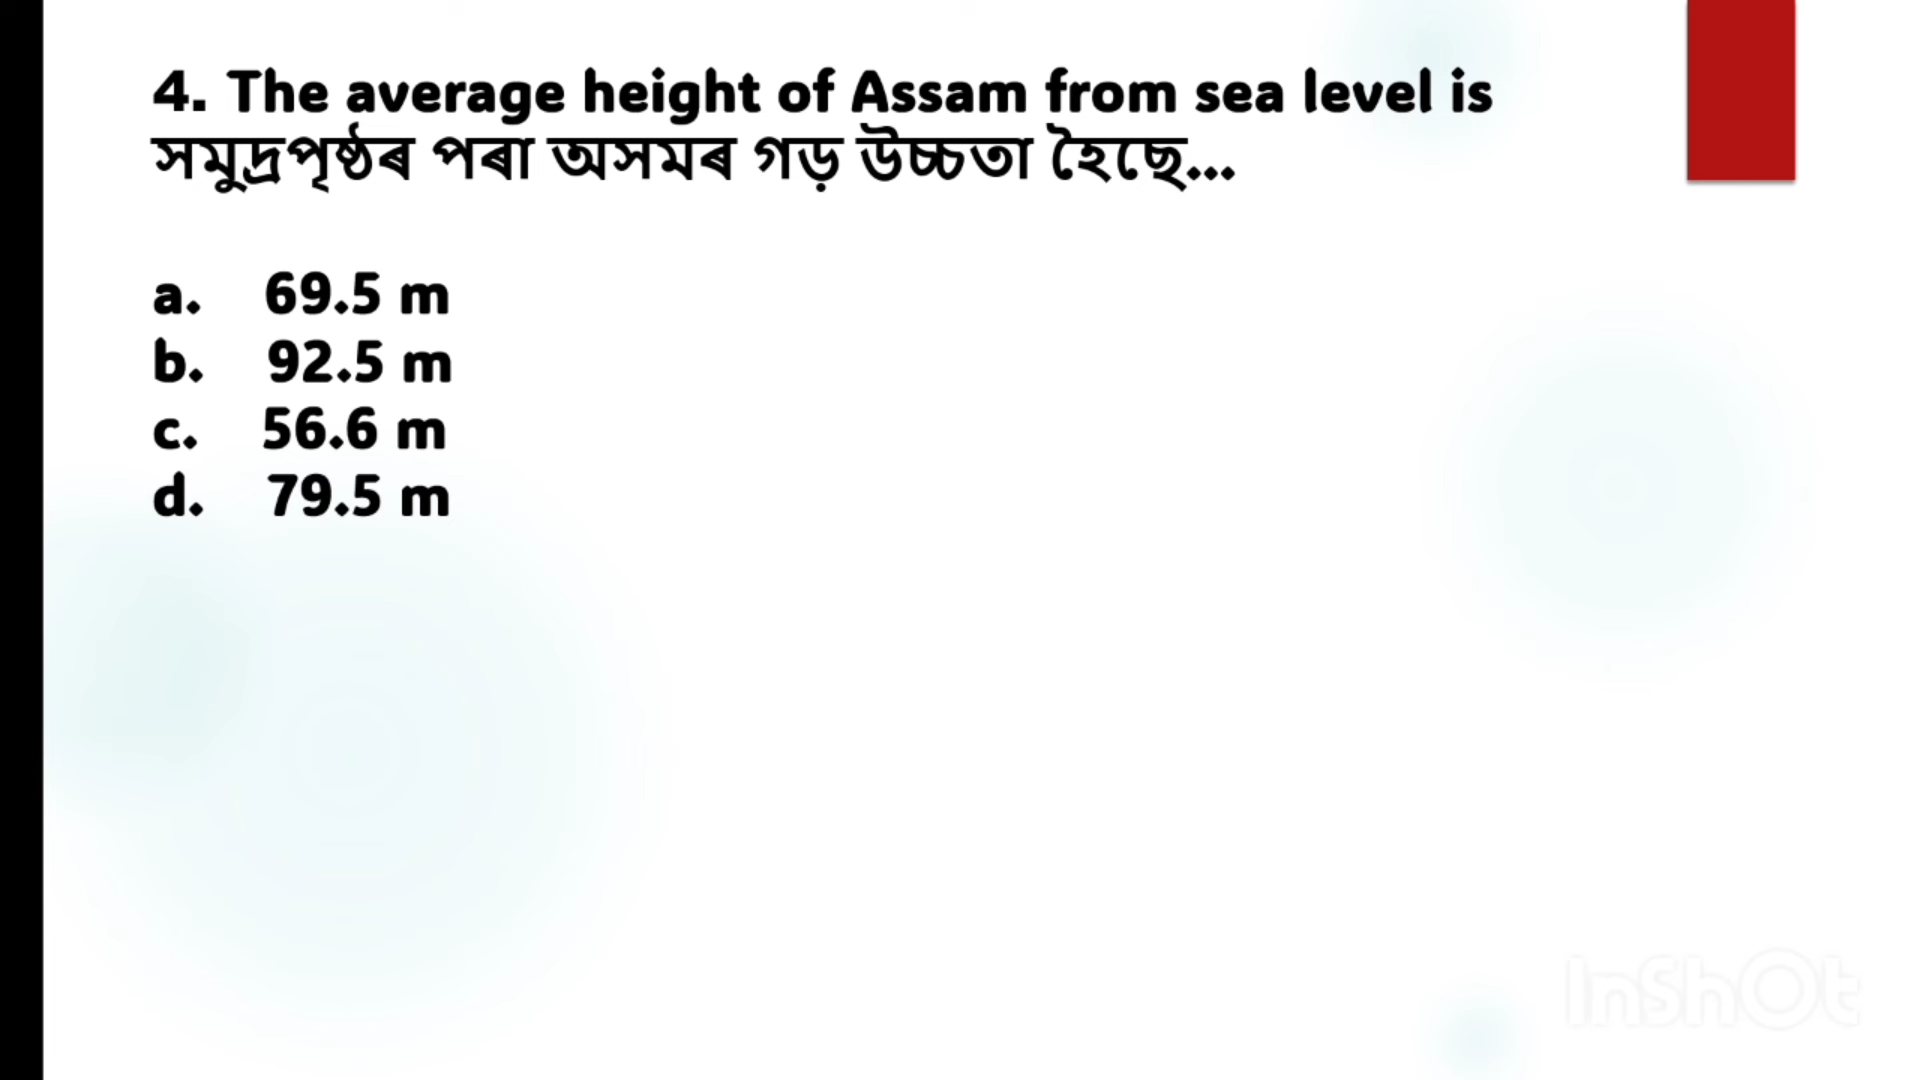 4. The average height of Assam from sea level is
সমুদ্ৰপৃষ্ঠৰ পৰা অসমৰ গড় উচ্চতা হৈছে...
a. 69.5 m
b. 92.5 m
c. 56.6 m
d. 79.5 m
InShOt